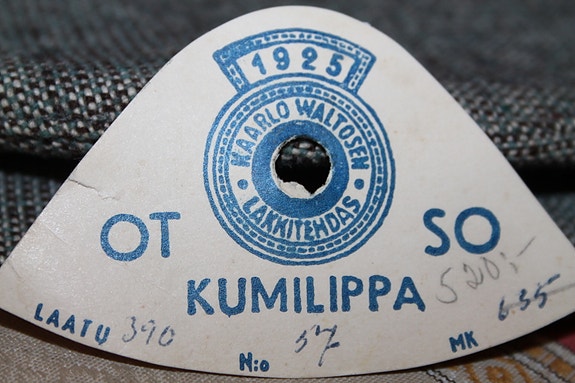 1925
KAARLO WALTOSEN
LAKKITEHDAS
OT SO
KUMILIPPA 520:-
LAATU 390 N:o 57 MK 6.35